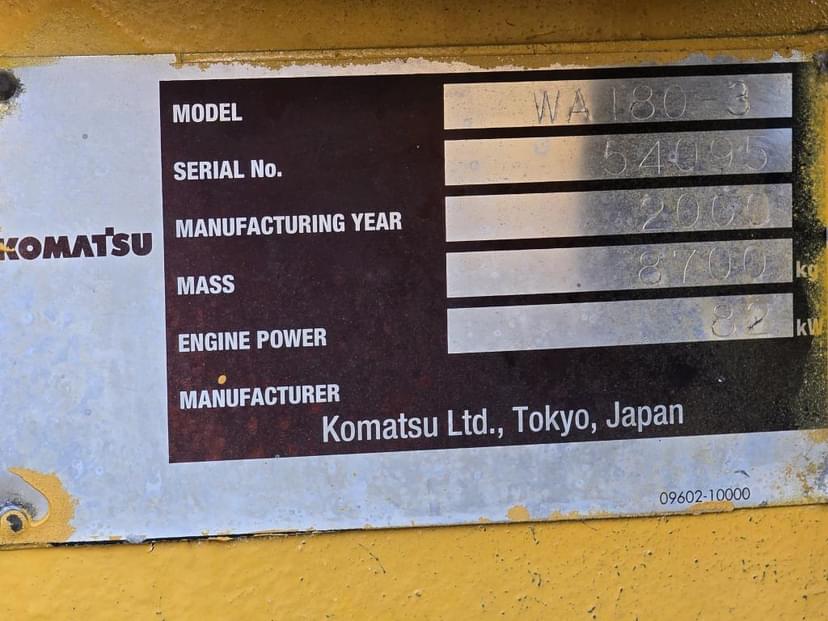 MODEL WA180-3
SERIAL No. 54095
MANUFACTURING YEAR 2000
KOMATSU
MASS 8700 kg
ENGINE POWER 82 kW
MANUFACTURER
Komatsu Ltd., Tokyo, Japan
09602-10000